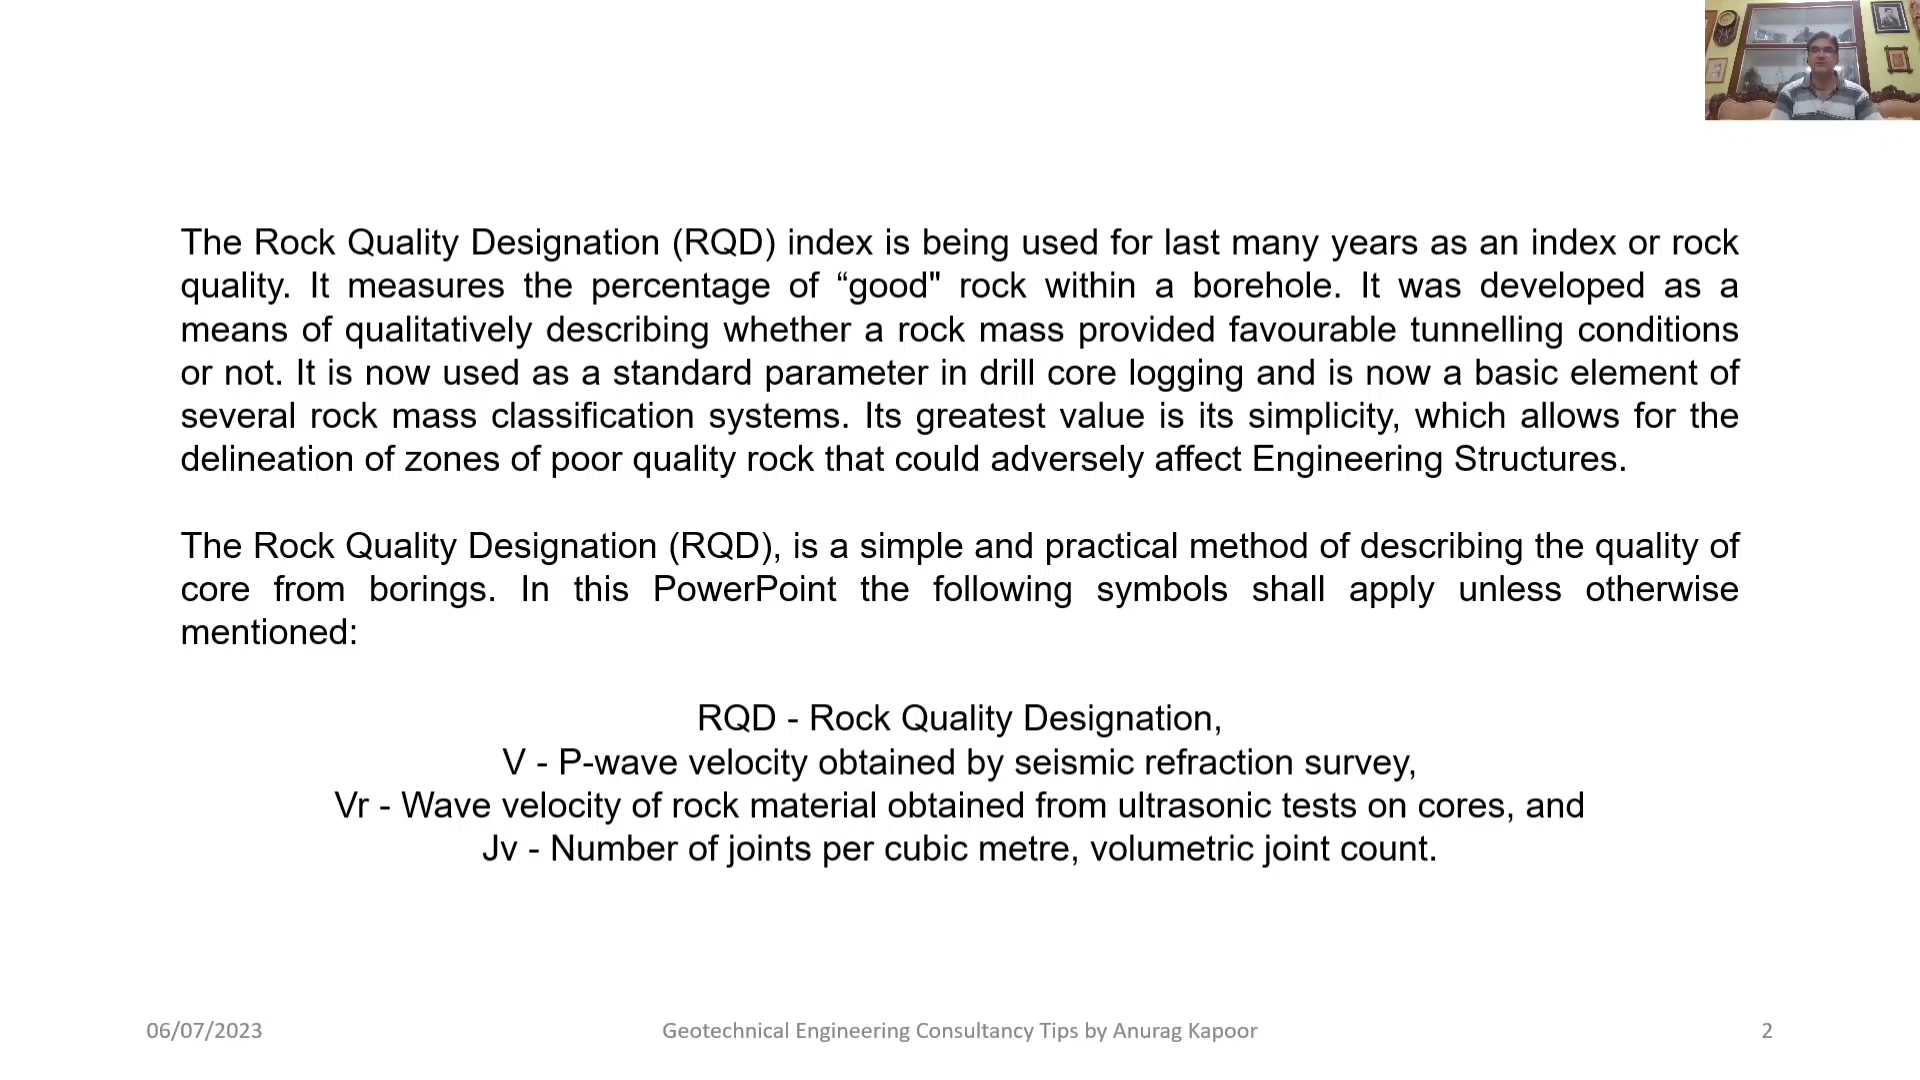 The Rock Quality Designation (RQD) index is being used for last many years as an index or rock
quality. It measures the percentage of “good" rock within a borehole. It was developed as a
means of qualitatively describing whether a rock mass provided favourable tunnelling conditions
or not. It is now used as a standard parameter in drill core logging and is now a basic element of
several rock mass classification systems. Its greatest value is its simplicity, which allows for the
delineation of zones of poor quality rock that could adversely affect Engineering Structures.
The Rock Quality Designation (RQD), is a simple and practical method of describing the quality of
core from borings. In this PowerPoint the following symbols shall apply unless otherwise
mentioned:
RQD - Rock Quality Designation,
V - P-wave velocity obtained by seismic refraction survey,
Vr - Wave velocity of rock material obtained from ultrasonic tests on cores, and
Jv - Number of joints per cubic metre, volumetric joint count.
06/07/2023
Geotechnical Engineering Consultancy Tips by Anurag Kapoor
2